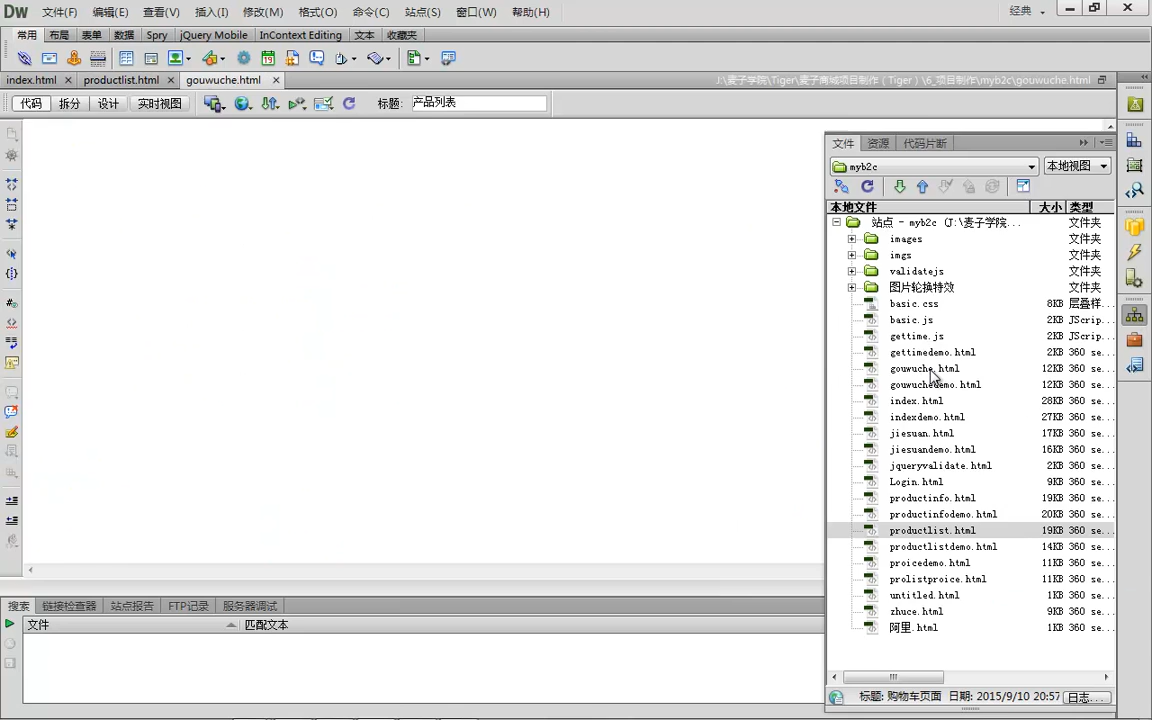 Dw 文件(F) 编辑(E) 查看(V) 插入(I) 修改(M) 格式(O) 命令(C) 站点(S) 窗口(W) 帮助(H) 经典
常用 布局 表单 数据 Spry jQuery Mobile InContext Editing 文本 收藏夹
index.html productlist.html gouwuche.html J:\麦子学院\Tiger\麦子商城项目制作（Tiger）\6_项目制作\myb2c\gouwuche.html
代码 拆分 设计 实时视图 标题: 产品列表
文件 资源 代码片断
myb2c 本地视图
本地文件 大小 类型
站点 - myb2c (J:\麦子学院... 文件夹
images 文件夹
imgs 文件夹
validatejs 文件夹
图片轮换特效 文件夹
basic.css 8KB 层叠样...
basic.js 2KB JScrip...
gettime.js 2KB JScrip...
gettimedemo.html 2KB 360 se...
gouwuche.html 12KB 360 se...
gouwuchedemo.html 12KB 360 se...
index.html 28KB 360 se...
indexdemo.html 27KB 360 se...
jiesuan.html 17KB 360 se...
jiesuandemo.html 16KB 360 se...
jqueryvalidate.html 2KB 360 se...
Login.html 9KB 360 se...
productinfo.html 19KB 360 se...
productinfodemo.html 20KB 360 se...
productlist.html 19KB 360 se...
productlistdemo.html 14KB 360 se...
proicedemo.html 11KB 360 se...
prolistproice.html 11KB 360 se...
untitled.html 1KB 360 se...
zhuce.html 9KB 360 se...
阿里.html 1KB 360 se...
搜索 链接检查器 站点报告 FTP记录 服务器调试
文件 匹配文本
标题: 购物车页面 日期: 2015/9/10 20:57 日志...